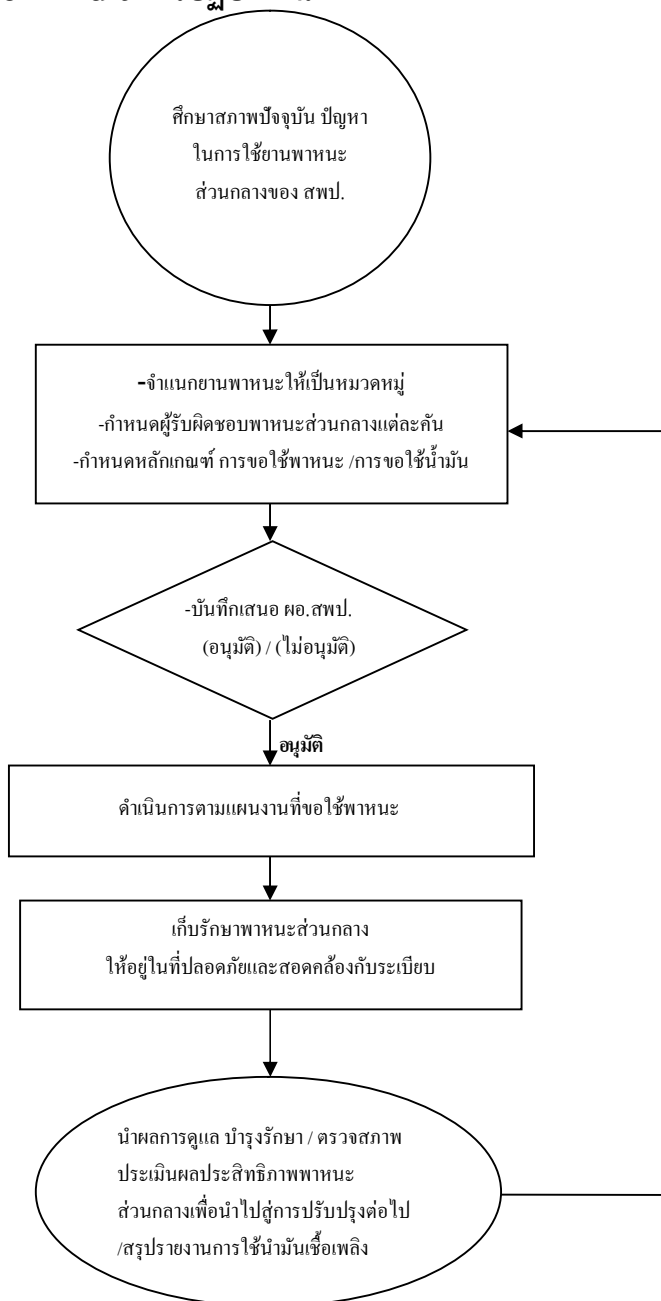 ศึกษาสภาพปัจจุบัน ปัญหา
ในการใช้ยานพาหนะ
ส่วนกลางของ สพป.
-จำแนกยานพาหนะให้เป็นหมวดหมู่
-กำหนดผู้รับผิดชอบพาหนะส่วนกลางแต่ละคัน
-กำหนดหลักเกณฑ์ การขอใช้พาหนะ /การขอใช้น้ำมัน
-บันทึกเสนอ ผอ.สพป.
(อนุมัติ) / (ไม่อนุมัติ)
อนุมัติ
ดำเนินการตามแผนงานที่ขอใช้พาหนะ
เก็บรักษาพาหนะส่วนกลาง
ให้อยู่ในที่ปลอดภัยและสอดคล้องกับระเบียบ
นำผลการดูแล บำรุงรักษา / ตรวจสภาพ
ประเมินผลประสิทธิภาพพาหนะ
ส่วนกลางเพื่อนำไปสู่การปรับปรุงต่อไป
/สรุปรายงานการใช้นำมันเชื้อเพลิง